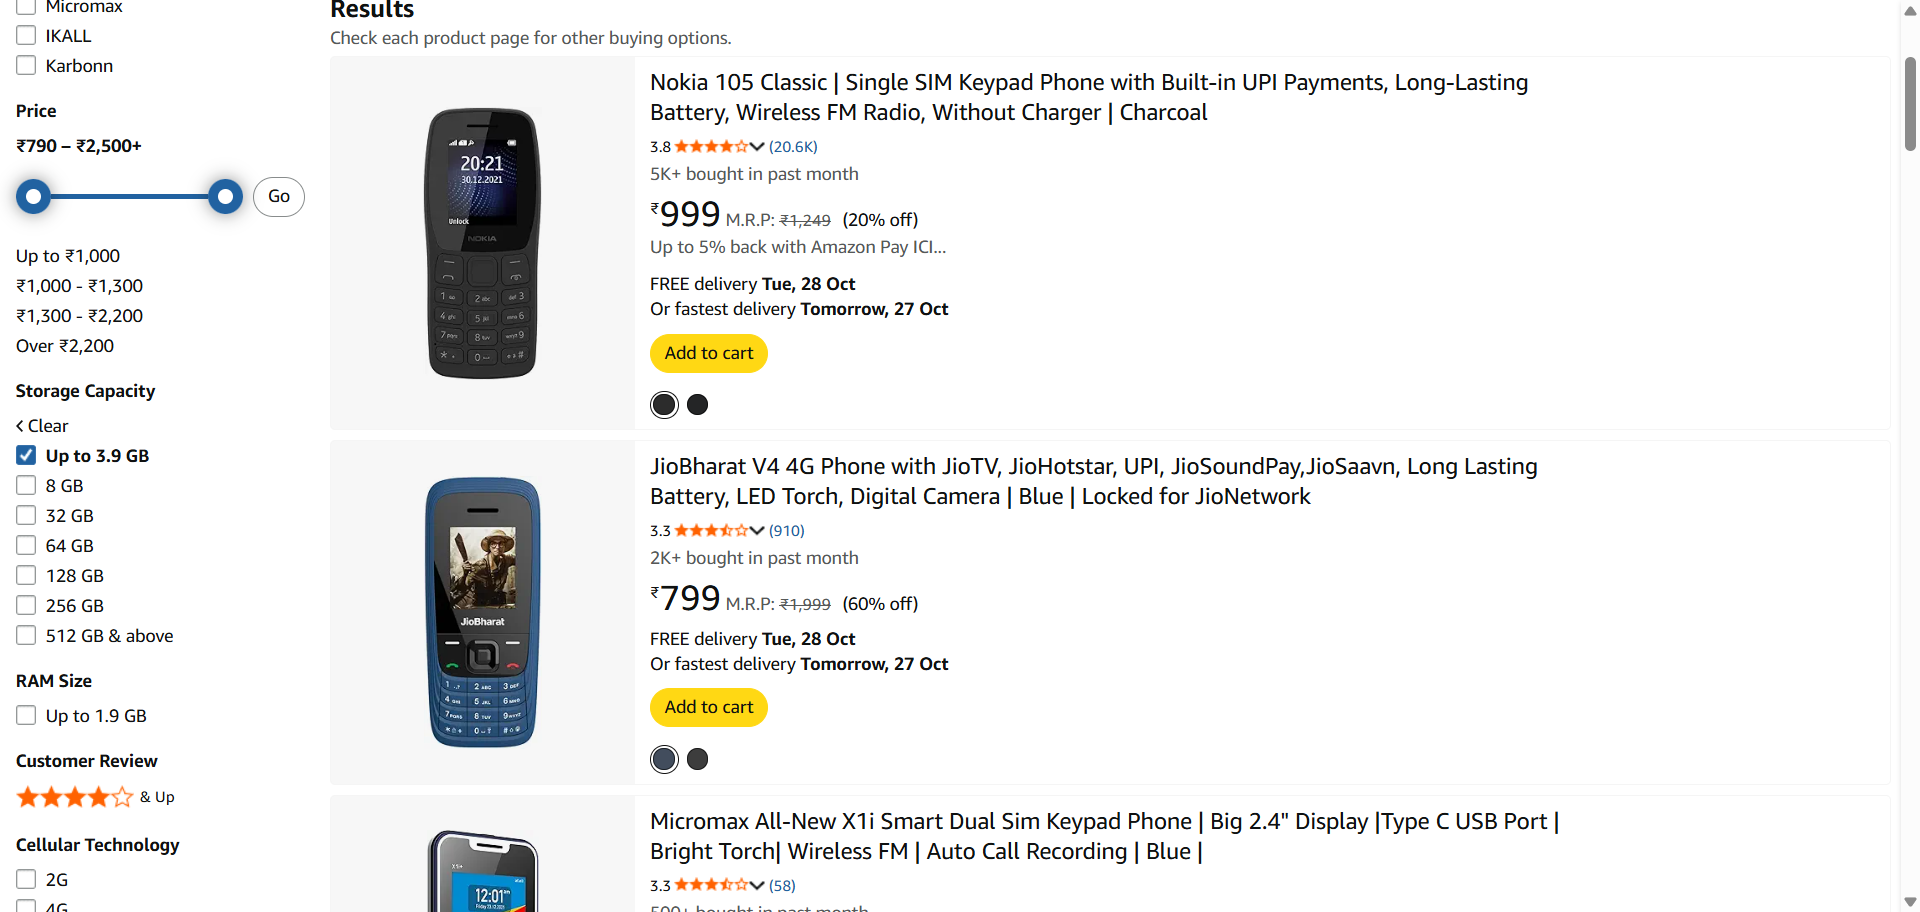 Micromax
IKALL
Karbonn
Price
₹790 – ₹2,500+
Go
Up to ₹1,000
₹1,000 - ₹1,300
₹1,300 - ₹2,200
Over ₹2,200
Storage Capacity
Clear
Up to 3.9 GB
8 GB
32 GB
64 GB
128 GB
256 GB
512 GB & above
RAM Size
Up to 1.9 GB
Customer Review
& Up
Cellular Technology
2G
4G
Results
Check each product page for other buying options.
20:21
30.12.2021
Unlock
NOKIA
Nokia 105 Classic | Single SIM Keypad Phone with Built-in UPI Payments, Long-Lasting
Battery, Wireless FM Radio, Without Charger | Charcoal
3.8 (20.6K)
5K+ bought in past month
₹999 M.R.P: ₹1,249 (20% off)
Up to 5% back with Amazon Pay ICI...
FREE delivery Tue, 28 Oct
Or fastest delivery Tomorrow, 27 Oct
Add to cart
JioBharat
JioBharat V4 4G Phone with JioTV, JioHotstar, UPI, JioSoundPay,JioSaavn, Long Lasting
Battery, LED Torch, Digital Camera | Blue | Locked for JioNetwork
3.3 (910)
2K+ bought in past month
₹799 M.R.P: ₹1,999 (60% off)
FREE delivery Tue, 28 Oct
Or fastest delivery Tomorrow, 27 Oct
Add to cart
12:01
Micromax All-New X1i Smart Dual Sim Keypad Phone | Big 2.4" Display |Type C USB Port |
Bright Torch| Wireless FM | Auto Call Recording | Blue |
3.3 (58)
500+ bought in past month